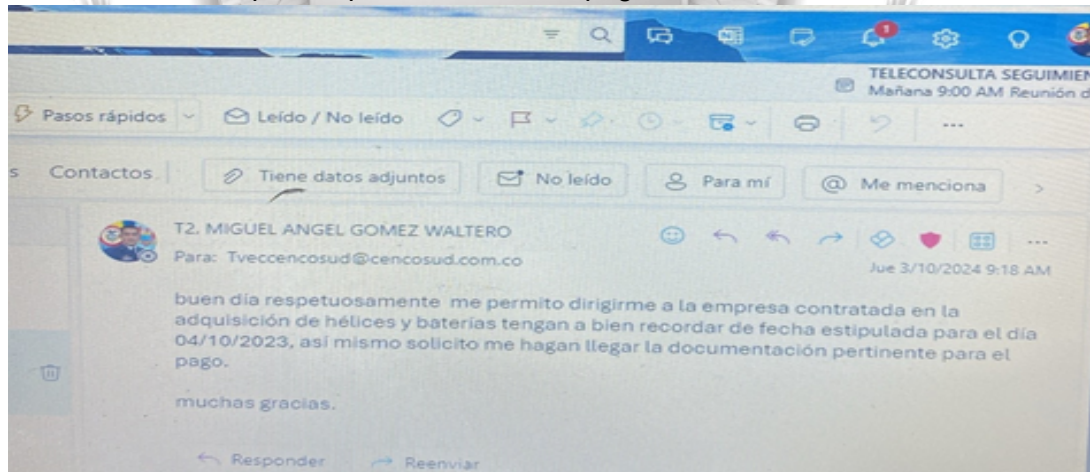 TELECONSULTA SEGUIMIEN
Mañana 9:00 AM Reunión d
Pasos rápidos
Leído / No leído
s Contactos
Tiene datos adjuntos
No leído
Para mí
Me menciona
T2. MIGUEL ANGEL GOMEZ WALTERO
Para: Tveccencosud@cencosud.com.co
Jue 3/10/2024 9:18 AM
buen día respetuosamente me permito dirigirme a la empresa contratada en la
adquisición de hélices y baterías tengan a bien recordar de fecha estipulada para el día
04/10/2023, así mismo solicito me hagan llegar la documentación pertinente para el
pago.
muchas gracias.
Responder
Reenviar